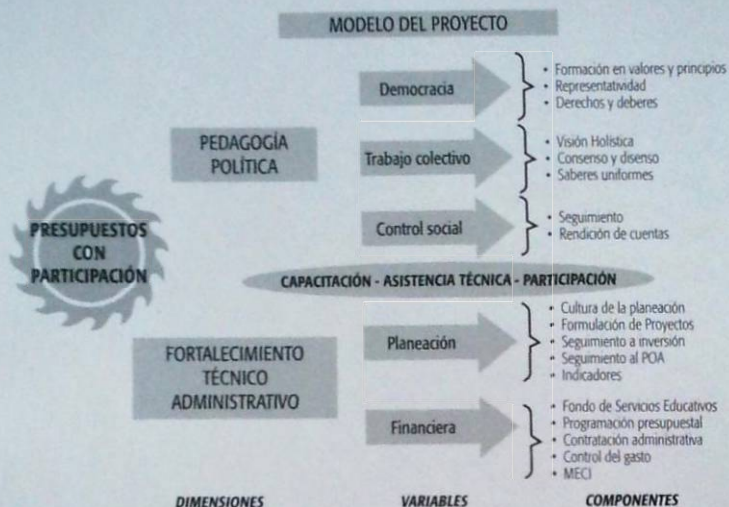 MODELO DEL PROYECTO
PRESUPUESTOS
CON
PARTICIPACIÓN
PEDAGOGÍA
POLÍTICA
Democracia
• Formación en valores y principios
• Representatividad
• Derechos y deberes
Trabajo colectivo
• Visión Holística
• Consenso y disenso
• Saberes uniformes
Control social
• Seguimiento
• Rendición de cuentas
CAPACITACIÓN - ASISTENCIA TÉCNICA - PARTICIPACIÓN
FORTALECIMIENTO
TÉCNICO
ADMINISTRATIVO
Planeación
• Cultura de la planeación
• Formulación de Proyectos
• Seguimiento a inversión
• Seguimiento al POA
• Indicadores
Financiera
• Fondo de Servicios Educativos
• Programación presupuestal
• Contratación administrativa
• Control del gasto
• MECI
DIMENSIONES
VARIABLES
COMPONENTES